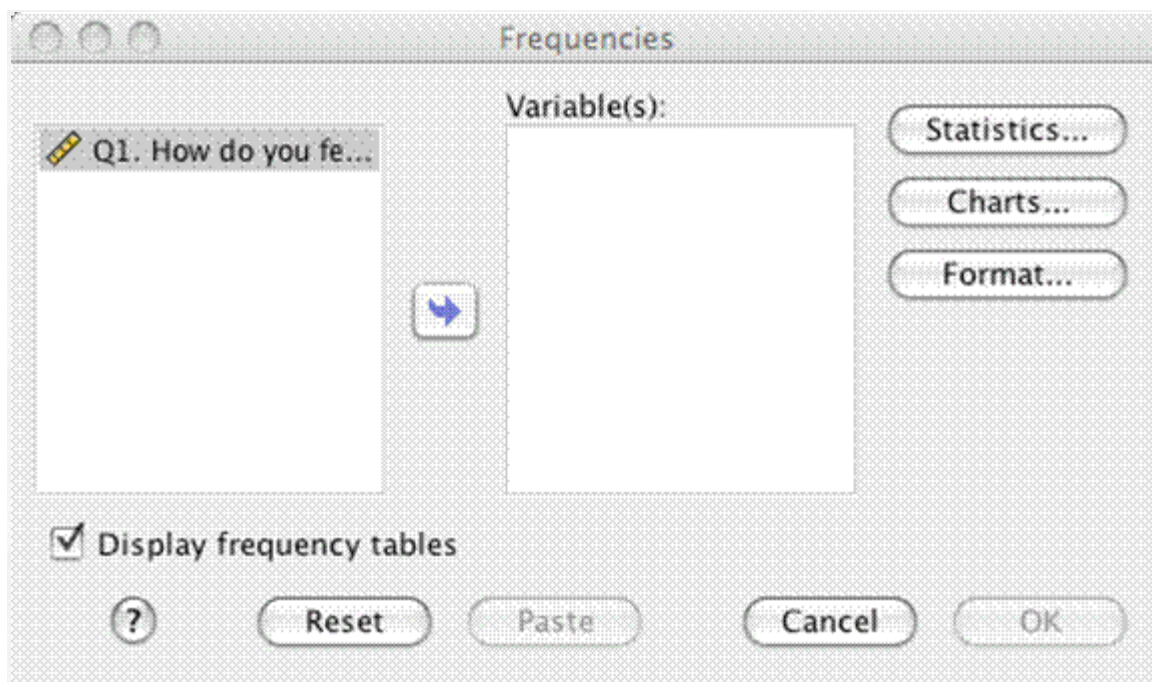 Frequencies
Variable(s):
Q1. How do you fe...
Statistics...
Charts...
Format...
Display frequency tables
?
Reset
Paste
Cancel
OK